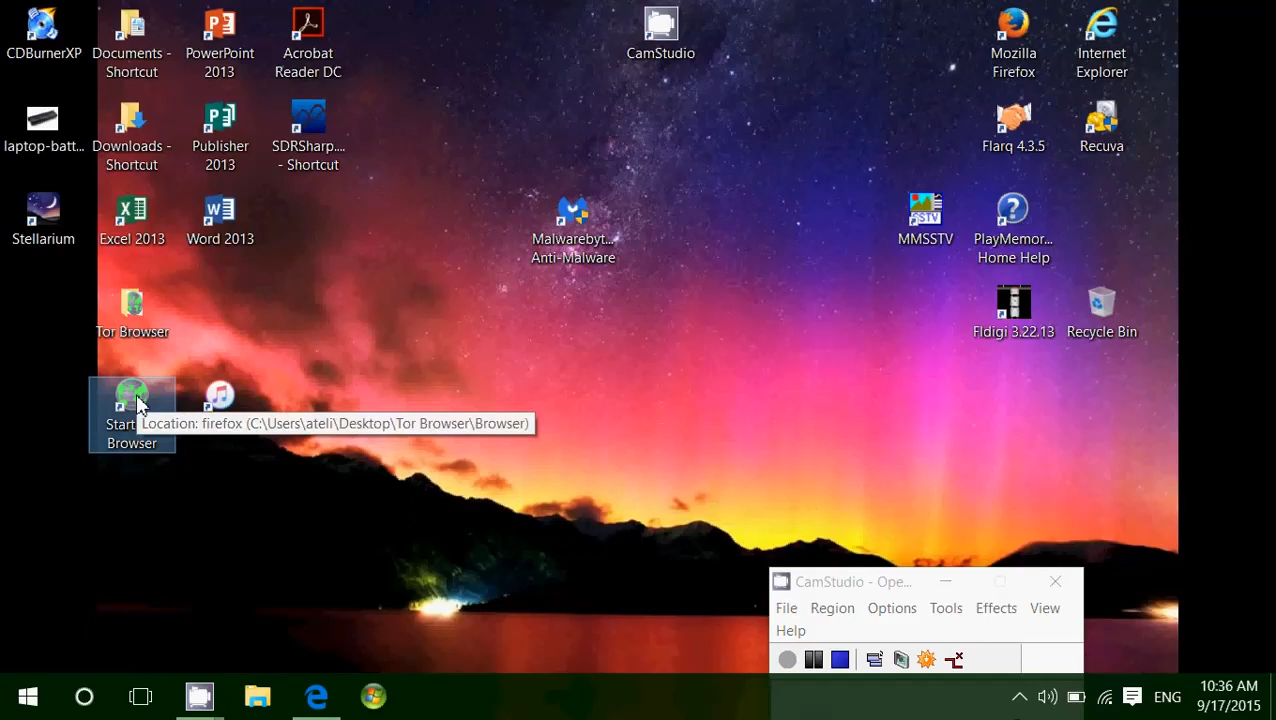 CDBurnerXP
Documents -
Shortcut
PowerPoint
2013
Acrobat
Reader DC
CamStudio
Mozilla
Firefox
Internet
Explorer
laptop-batt...
Downloads -
Shortcut
Publisher
2013
SDRSharp....
- Shortcut
Flarq 4.3.5
Recuva
Stellarium
Excel 2013
Word 2013
Malwarebyt...
Anti-Malware
SSTV
MMSSTV
PlayMemor...
Home Help
Tor Browser
Fldigi 3.22.13
Recycle Bin
Start
Browser
Location: firefox (C:\Users\ateli\Desktop\Tor Browser\Browser)
CamStudio - Ope...
File Region Options Tools Effects View
Help
ENG
10:36 AM
9/17/2015